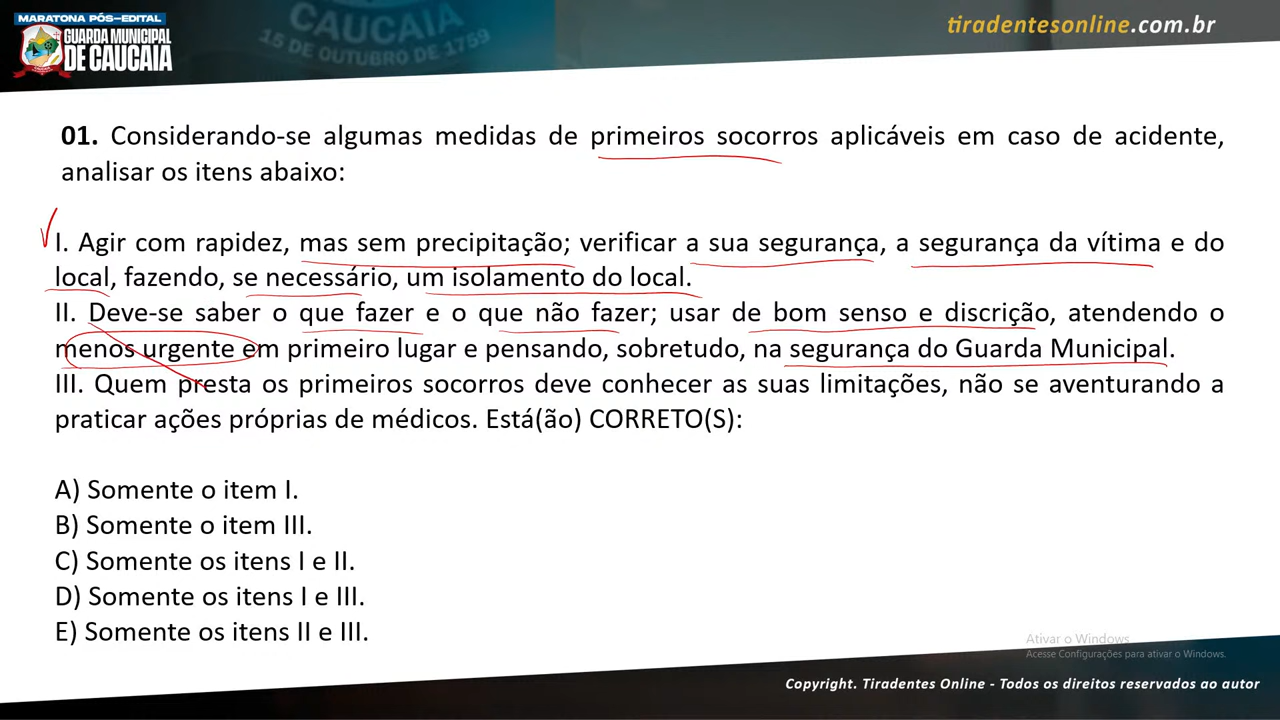 MARATONA PÓS-EDITAL
GUARDA MUNICIPAL
DE CAUCAIA
CAUCAIA
15 DE OUTUBRO DE 1759
tiradentesonline.com.br
01. Considerando-se algumas medidas de primeiros socorros aplicáveis em caso de acidente,
analisar os itens abaixo:
I. Agir com rapidez, mas sem precipitação; verificar a sua segurança, a segurança da vítima e do
local, fazendo, se necessário, um isolamento do local.
II. Deve-se saber o que fazer e o que não fazer; usar de bom senso e discrição, atendendo o
menos urgente em primeiro lugar e pensando, sobretudo, na segurança do Guarda Municipal.
III. Quem presta os primeiros socorros deve conhecer as suas limitações, não se aventurando a
praticar ações próprias de médicos. Está(ão) CORRETO(S):
A) Somente o item I.
B) Somente o item III.
C) Somente os itens I e II.
D) Somente os itens I e III.
E) Somente os itens II e III.
Ativar o Windows
Acesse Configurações para ativar o Windows.
Copyright. Tiradentes Online - Todos os direitos reservados ao autor